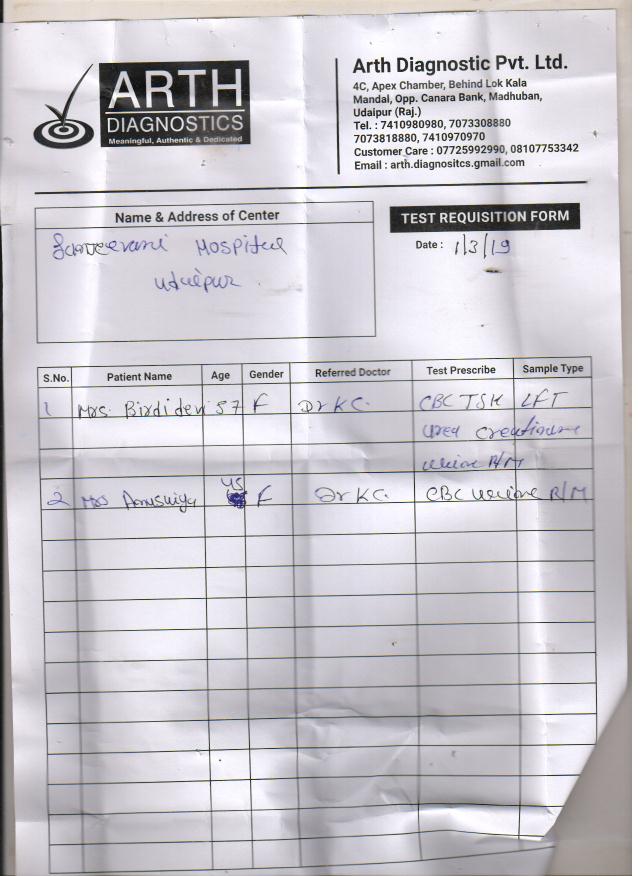 ARTH
DIAGNOSTICS
Meaningful, Authentic & Dedicated
Arth Diagnostic Pvt. Ltd.
4C, Apex Chamber, Behind Lok Kala
Mandal, Opp. Canara Bank, Madhuban,
Udaipur (Raj.)
Tel. : 7410980980, 7073308880
7073818880, 7410970970
Customer Care : 07725992990, 08107753342
Email : arth.diagnositcs.gmail.com
Name & Address of Center
Hospital
Udaipur
TEST REQUISITION FORM
Date : 1/3/19
S.No. Patient Name Age Gender Referred Doctor Test Prescribe Sample Type
1 Mrs. Birdi devi 57 F Dr KC. CBC TSH LFT
Urea Creatinine
Urine R/M
2 Mrs 45 F Dr KC. CBC Urine R/M